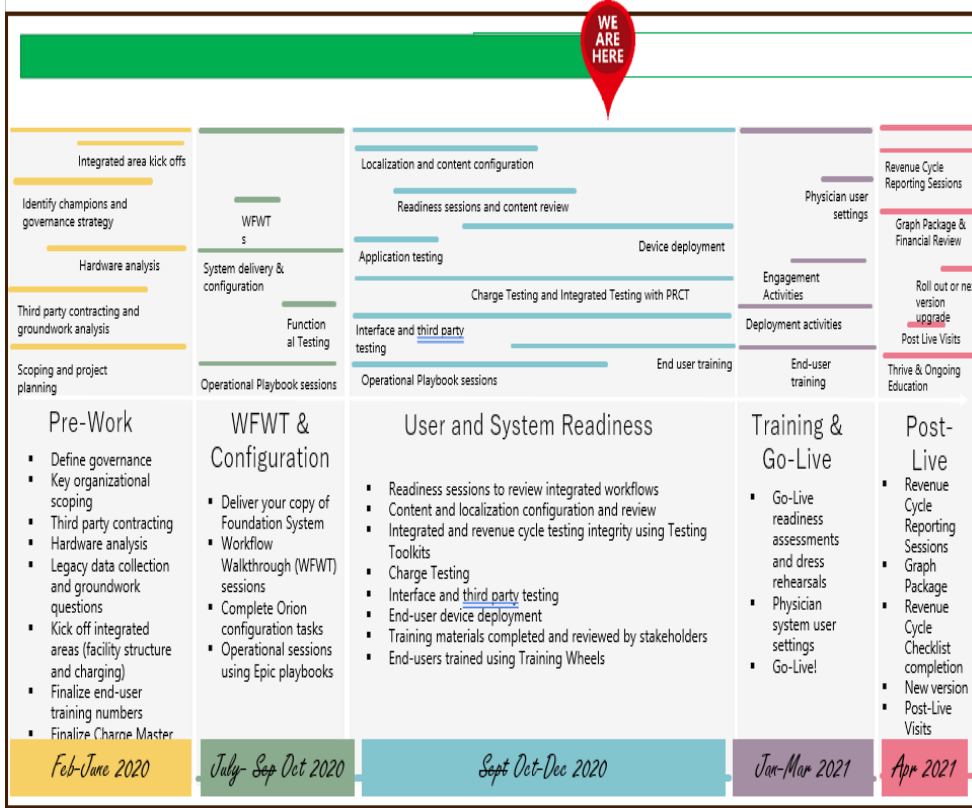 WE
ARE
HERE
Integrated area kick offs
Identify champions and
governance strategy
Hardware analysis
Third party contracting and
groundwork analysis
Scoping and project
planning
WFWT
s
System delivery &
configuration
Function
al Testing
Operational Playbook sessions
Localization and content configuration
Readiness sessions and content review
Device deployment
Application testing
Charge Testing and Integrated Testing with PRCT
Interface and third party
testing
End user training
Operational Playbook sessions
Physician user
settings
Engagement
Activities
Deployment activities
End-user
training
Revenue Cycle
Reporting Sessions
Graph Package &
Financial Review
Roll out or
version
upgrade
Post Live Visits
Thrive & Ongoing
Education
Pre-Work
▪ Define governance
▪ Key organizational
scoping
▪ Third party contracting
▪ Hardware analysis
▪ Legacy data collection
and groundwork
questions
▪ Kick off integrated
areas (facility structure
and charging)
▪ Finalize end-user
training numbers
▪ Finalize Charge Master
Feb-June 2020
WFWT &
Configuration
▪ Deliver your copy of
Foundation System
▪ Workflow
Walkthrough (WFWT)
sessions
▪ Complete Orion
configuration tasks
▪ Operational sessions
using Epic playbooks
July- Sep Oct 2020
User and System Readiness
▪ Readiness sessions to review integrated workflows
▪ Content and localization configuration and review
▪ Integrated and revenue cycle testing integrity using Testing
Toolkits
▪ Charge Testing
▪ Interface and third party testing
▪ End-user device deployment
▪ Training materials completed and reviewed by stakeholders
▪ End-users trained using Training Wheels
Sept Oct-Dec 2020
Training &
Go-Live
▪ Go-Live
readiness
assessments
and dress
rehearsals
▪ Physician
system user
settings
▪ Go-Live!
Jan-Mar 2021
Post-
Live
▪ Revenue
Cycle
Reporting
Sessions
▪ Graph
Package
▪ Revenue
Cycle
Checklist
completion
▪ New version
▪ Post-Live
Visits
Apr 2021